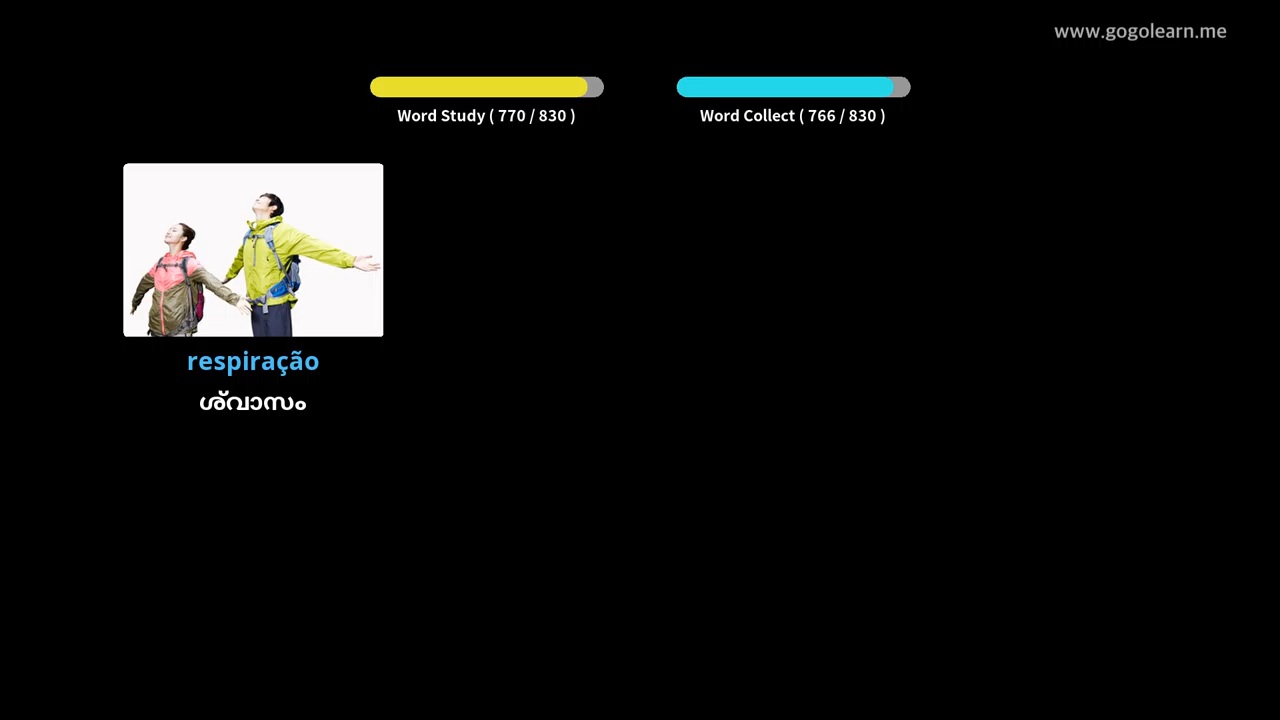 www.gogolearn.me
Word Study ( 770 / 830 )
Word Collect ( 766 / 830 )
respiração
ശ്വാസം